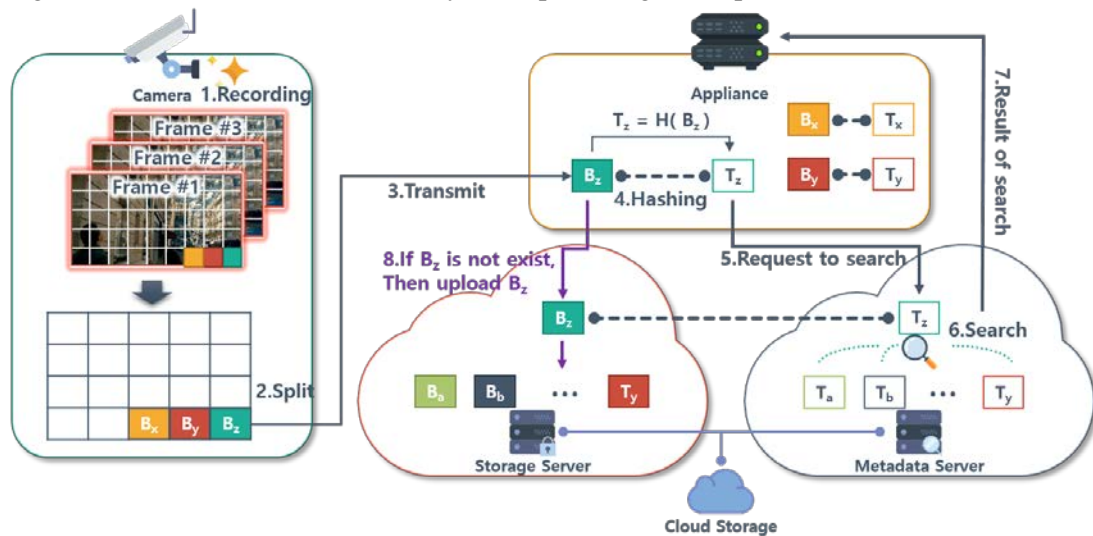 Camera
1.Recording
Frame #3
Frame #2
Frame #1
2.Split
Bx
By
Bz
3.Transmit
Appliance
Tz = H( Bz )
Bz
Tz
4.Hashing
Bx
Tx
By
Ty
5.Request to search
7.Result of search
8.If Bz is not exist,
Then upload Bz
Bz
Tz
6.Search
Ba
Bb
...
Ty
Storage Server
Ta
Tb
...
Ty
Metadata Server
Cloud Storage